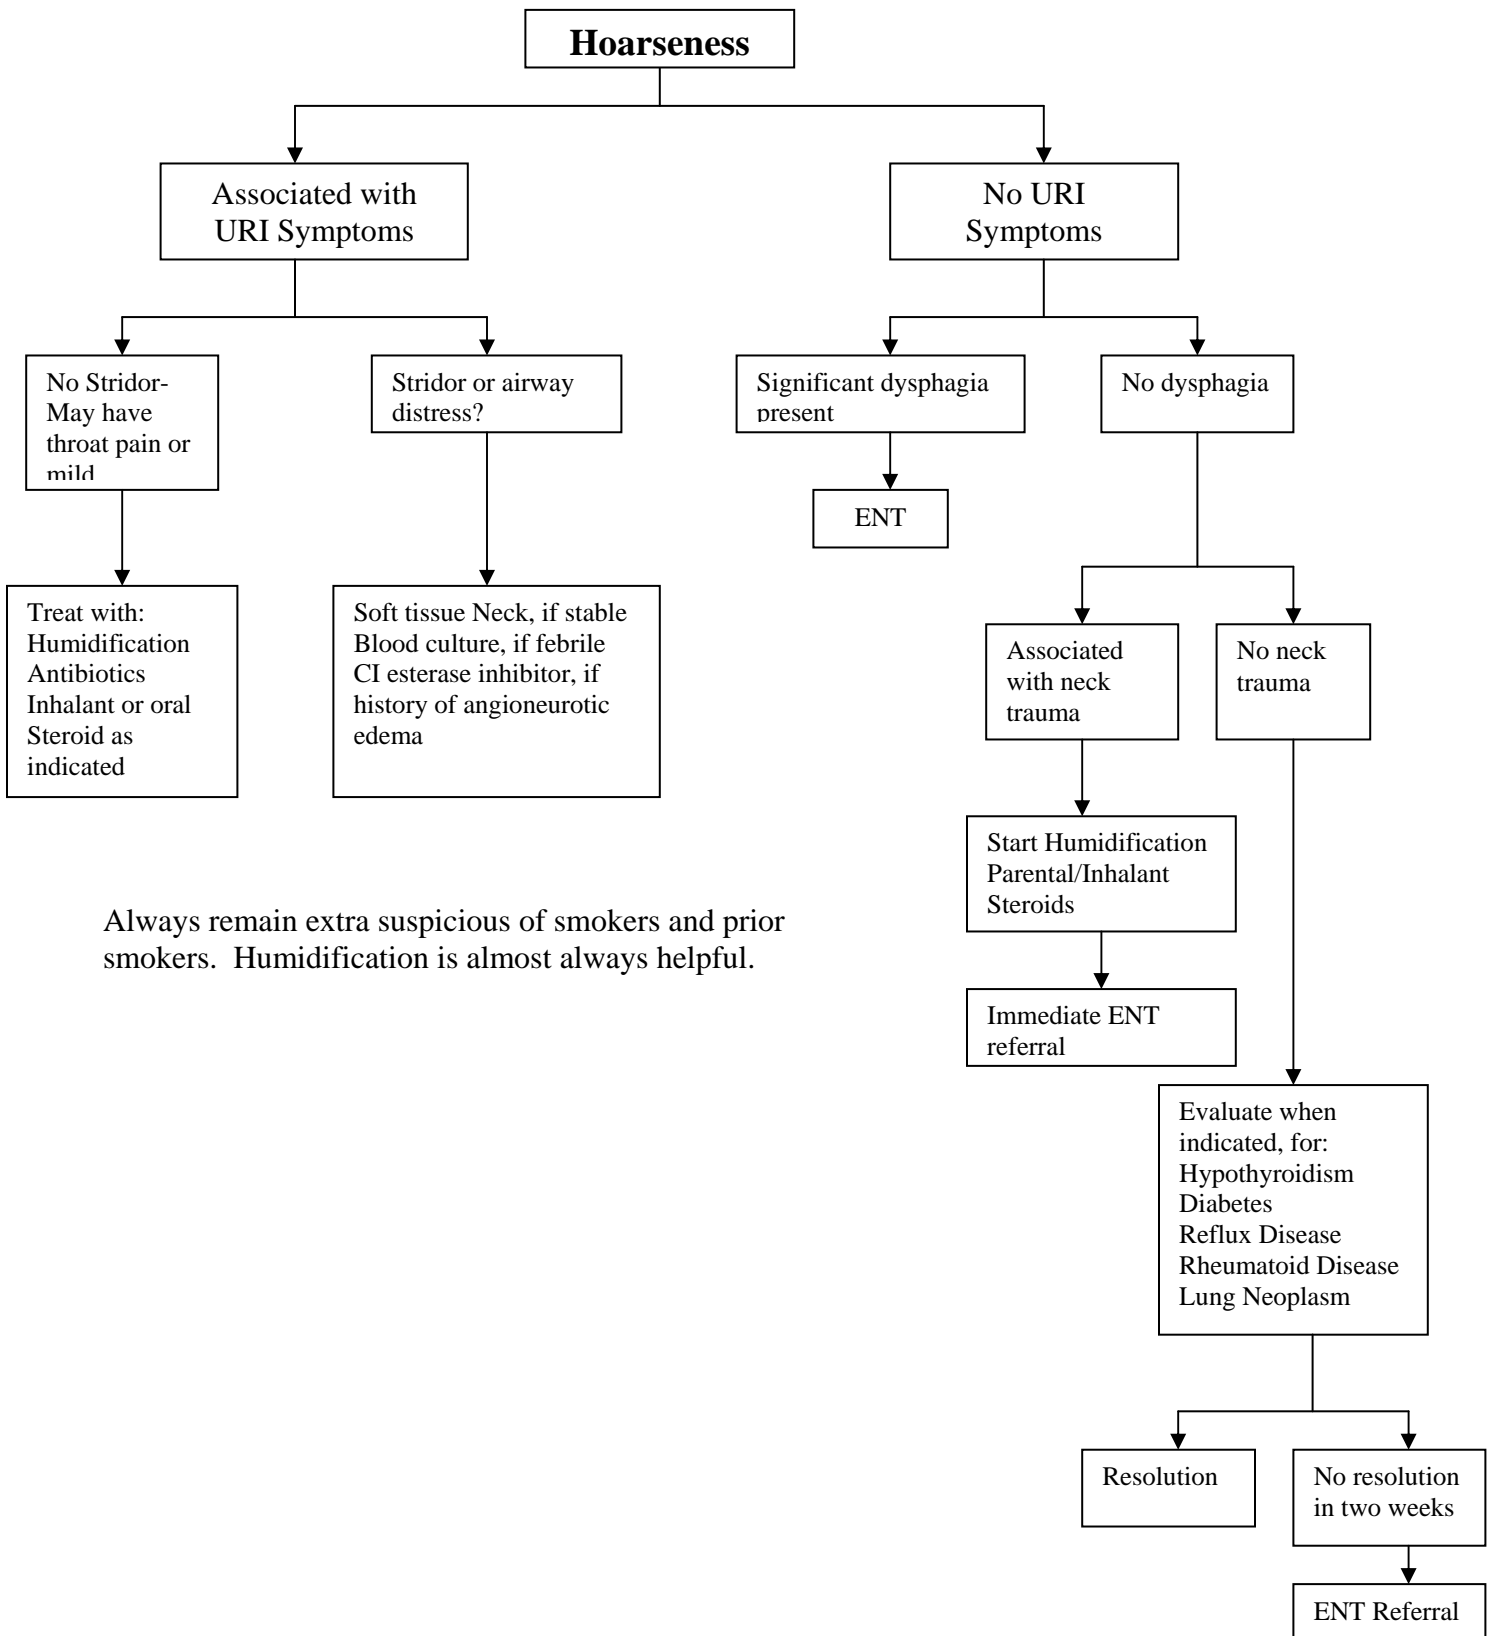 Hoarseness
Associated with
URI Symptoms
No URI
Symptoms
No Stridor-
May have
throat pain or
mild
Stridor or airway
distress?
Significant dysphagia
present
No dysphagia
ENT
Treat with:
Humidification
Antibiotics
Inhalant or oral
Steroid as
indicated
Soft tissue Neck, if stable
Blood culture, if febrile
CI esterase inhibitor, if
history of angioneurotic
edema
Associated
with neck
trauma
No neck
trauma
Start Humidification
Parental/Inhalant
Steroids
Always remain extra suspicious of smokers and prior
smokers.  Humidification is almost always helpful.
Immediate ENT
referral
Evaluate when
indicated, for:
Hypothyroidism
Diabetes
Reflux Disease
Rheumatoid Disease
Lung Neoplasm
Resolution
No resolution
in two weeks
ENT Referral